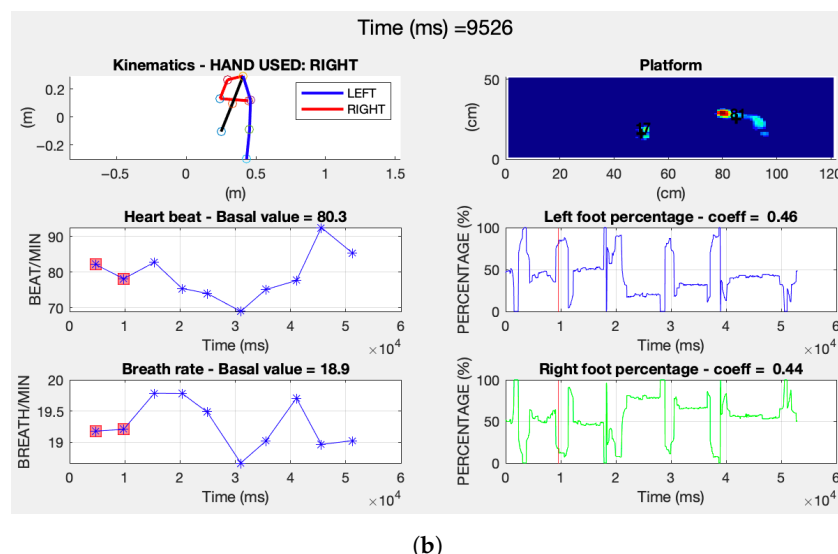 Time (ms) =9526
Kinematics - HAND USED: RIGHT
(m)
0.2
0
-0.2
LEFT
RIGHT
-0.5
0
0.5
1
1.5
(m)
Platform
(cm)
50
0
0
20
40
60
80
100
120
(cm)
Heart beat - Basal value = 80.3
BEAT/MIN
90
80
70
0
1
2
3
4
5
6
Time (ms)
×10⁴
Left foot percentage - coeff = 0.46
PERCENTAGE (%)
100
50
0
0
1
2
3
4
5
6
Time (ms)
×10⁴
Breath rate - Basal value = 18.9
BREATH/MIN
20
19.5
19
0
1
2
3
4
5
6
Time (ms)
×10⁴
Right foot percentage - coeff = 0.44
PERCENTAGE (%)
100
50
0
0
1
2
3
4
5
6
Time (ms)
×10⁴
(b)